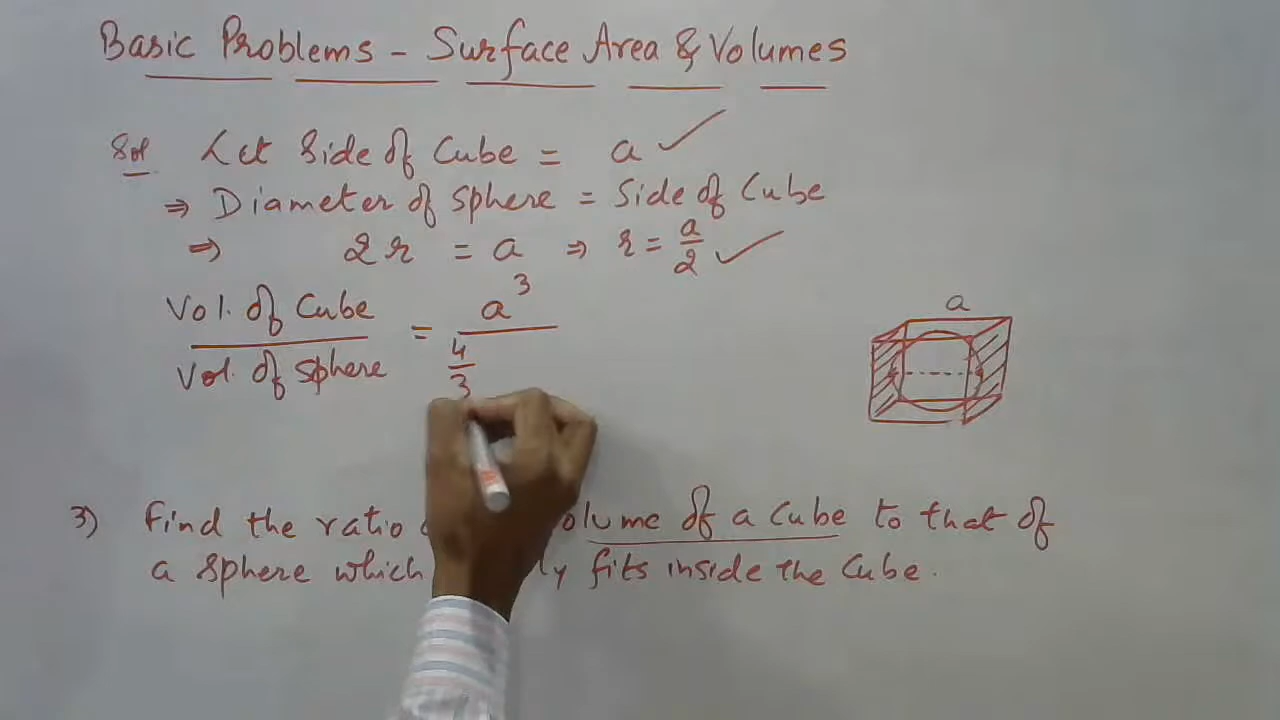 Basic Problems - Surface Area & Volumes
Sol Let Side of Cube = a ✓
⇒ Diameter of sphere = Side of Cube
⇒ 2r = a ⇒ r = a/2 ✓
Vol. of Cube / Vol. of sphere = a³ / 4/3
a
3) Find the ratio olume of a Cube to that of
a sphere which ly fits inside the Cube.